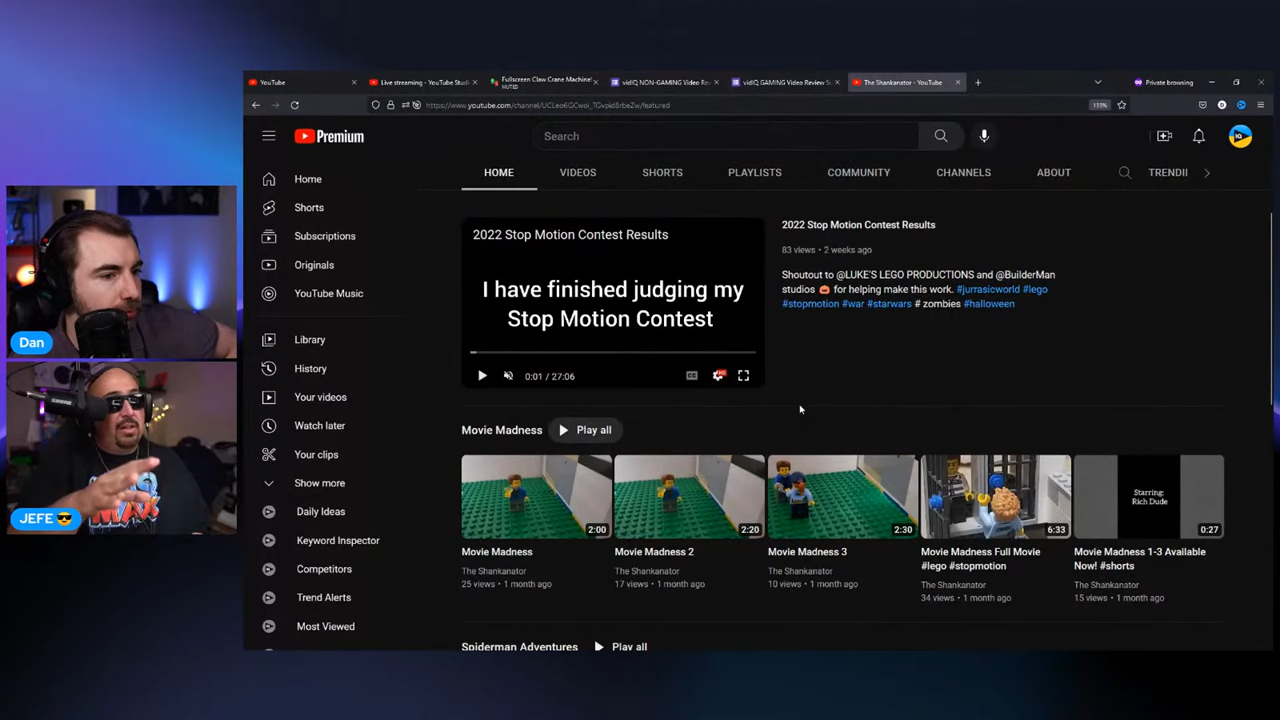 YouTube
Live streaming - YouTube Studi
Fullscreen Claw Crane Machine!
MUTED
vidIQ NON-GAMING Video Re
vidIQ GAMING Video Review S
The Shankanator - YouTube
Private browsing
133%
Premium
Search
IQ
HOME
VIDEOS
SHORTS
PLAYLISTS
COMMUNITY
CHANNELS
ABOUT
TRENDII
Home
Shorts
Subscriptions
Originals
YouTube Music
Library
History
Your videos
Watch later
Your clips
Show more
Daily Ideas
Keyword Inspector
Competitors
Trend Alerts
Most Viewed
2022 Stop Motion Contest Results
I have finished judging my
Stop Motion Contest
0:01 / 27:06
CC
HD
2022 Stop Motion Contest Results
83 views • 2 weeks ago
Shoutout to @LUKE'S LEGO PRODUCTIONS and @BuilderMan
studios 🎃 for helping make this work. #jurrasicworld #lego
#stopmotion #war #starwars # zombies #halloween
Movie Madness
Play all
2:00
Movie Madness
The Shankanator
25 views • 1 month ago
2:20
Movie Madness 2
The Shankanator
17 views • 1 month ago
2:30
Movie Madness 3
The Shankanator
10 views • 1 month ago
6:33
Movie Madness Full Movie
#lego #stopmotion
The Shankanator
34 views • 1 month ago
Starring:
Rich Dude
0:27
Movie Madness 1-3 Available
Now! #shorts
The Shankanator
15 views • 1 month ago
Spiderman Adventures
Play all
Dan
JEFE 😎